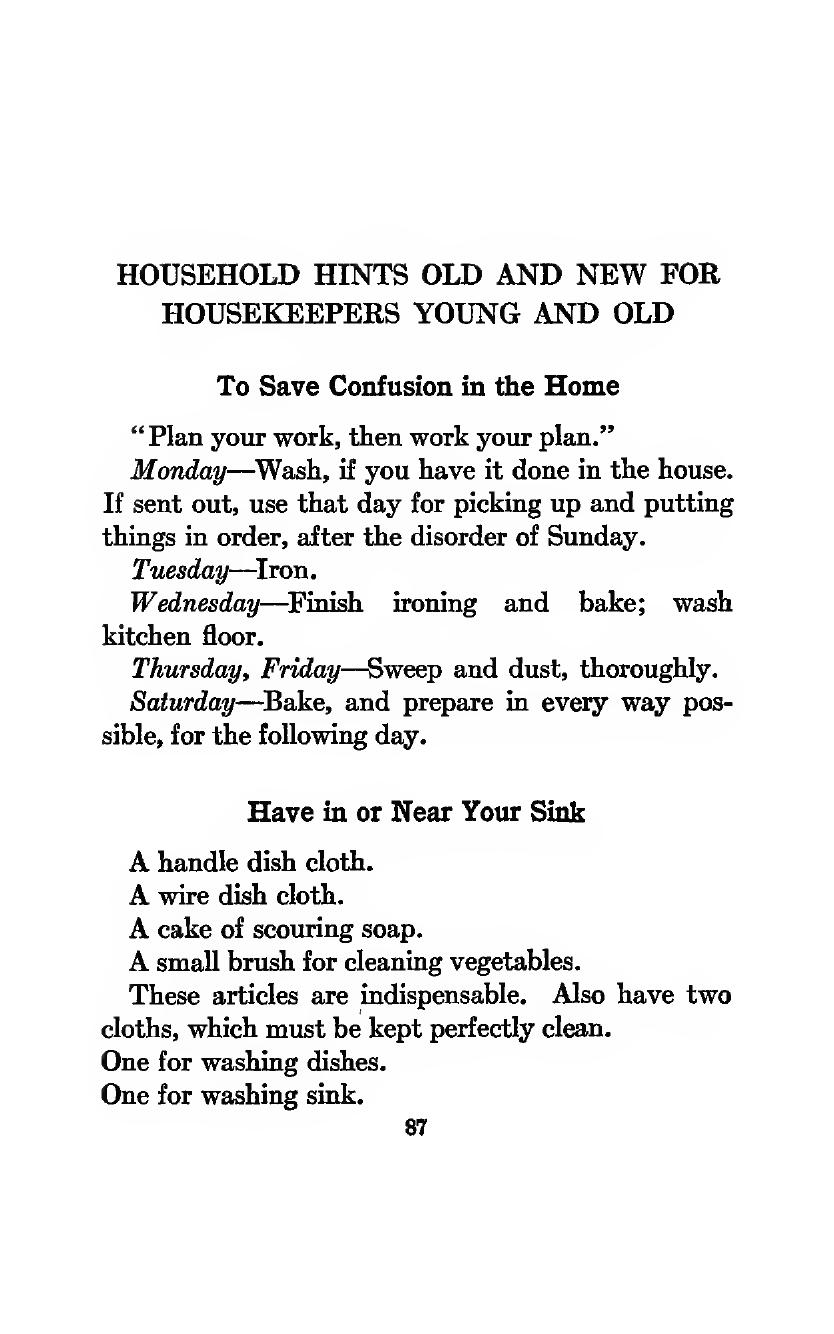 HOUSEHOLD HINTS OLD AND NEW FOR
HOUSEKEEPERS YOUNG AND OLD
To Save Confusion in the Home
“Plan your work, then work your plan.”
Monday—Wash, if you have it done in the house.
If sent out, use that day for picking up and putting
things in order, after the disorder of Sunday.
Tuesday—Iron.
Wednesday—Finish ironing and bake; wash
kitchen floor.
Thursday, Friday—Sweep and dust, thoroughly.
Saturday—Bake, and prepare in every way pos-
sible, for the following day.
Have in or Near Your Sink
A handle dish cloth.
A wire dish cloth.
A cake of scouring soap.
A small brush for cleaning vegetables.
These articles are indispensable. Also have two
cloths, which must be kept perfectly clean.
One for washing dishes.
One for washing sink.
87